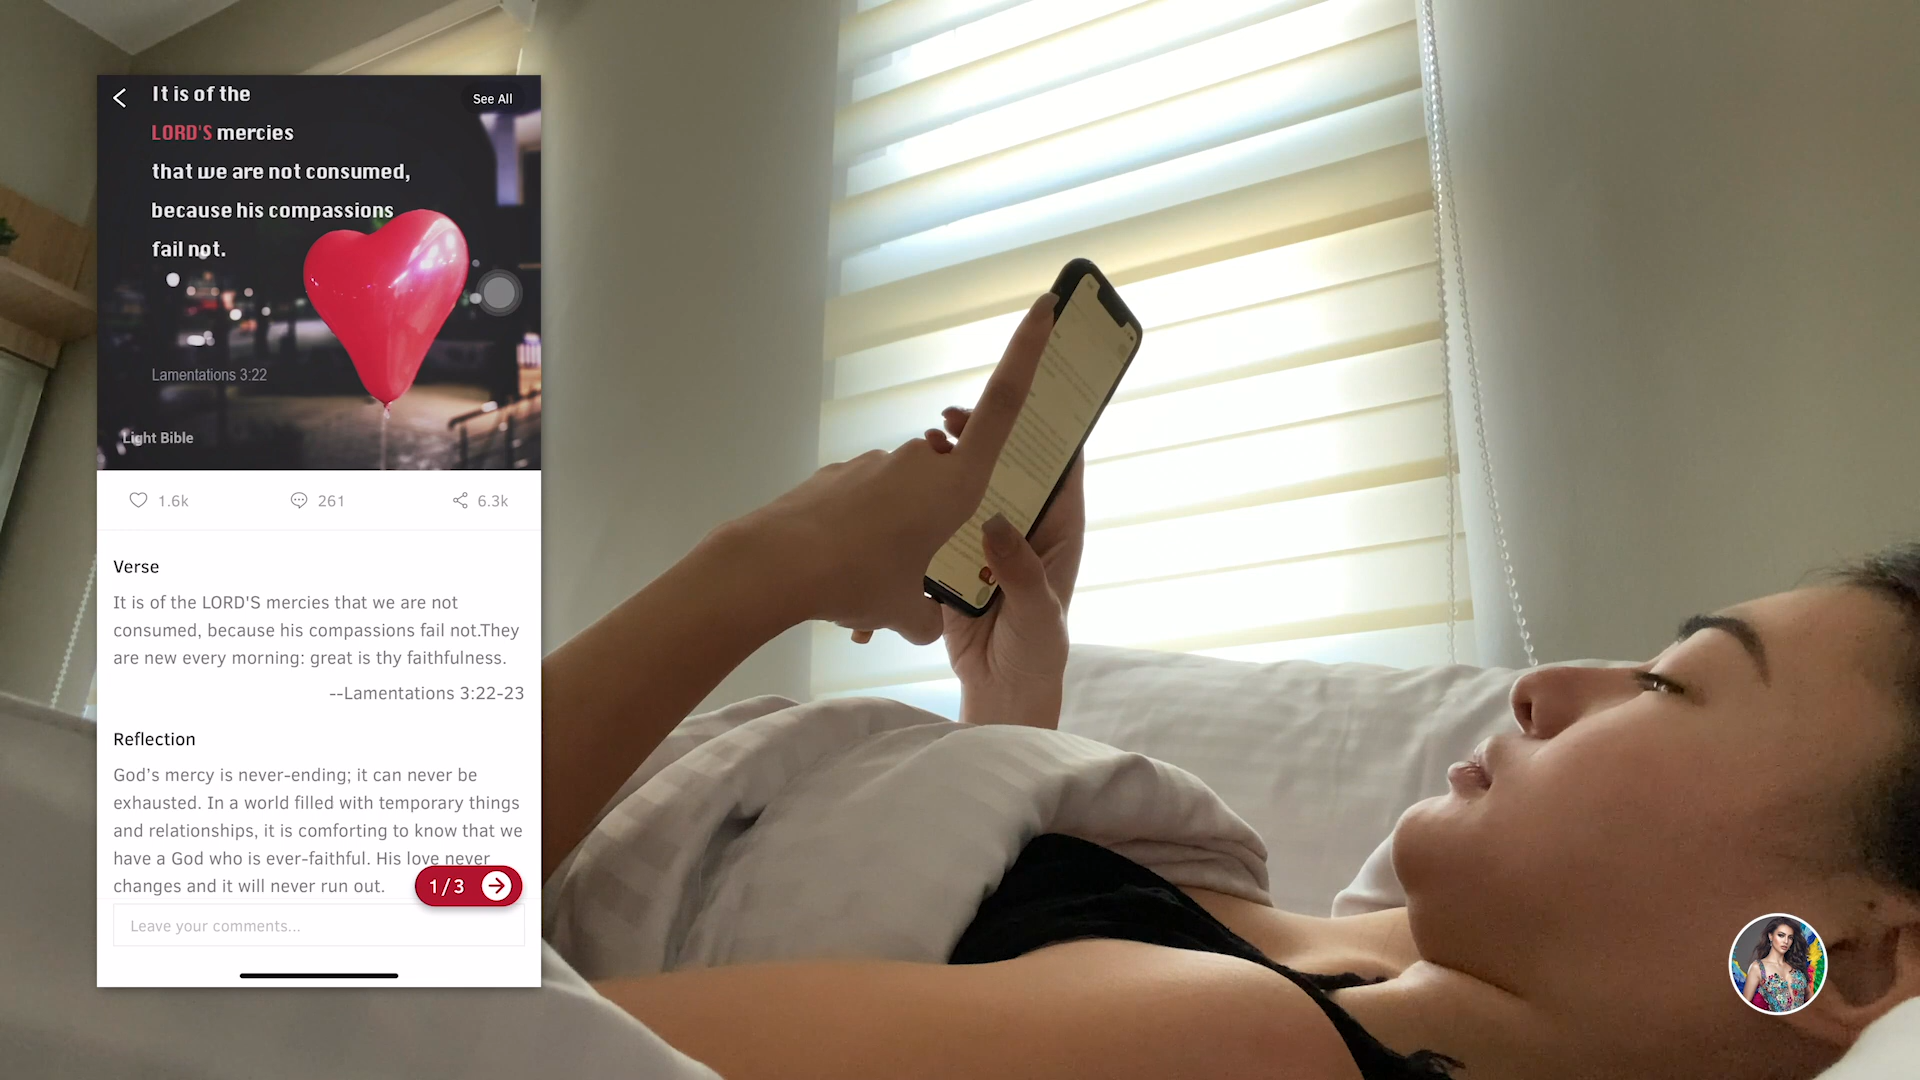 It is of the
See All
LORD'S mercies
that we are not consumed,
because his compassions
fail not.
Lamentations 3:22
Light Bible
1.6k
261
6.3k
Verse
It is of the LORD'S mercies that we are not
consumed, because his compassions fail not.They
are new every morning: great is thy faithfulness.
--Lamentations 3:22-23
Reflection
God's mercy is never-ending; it can never be
exhausted. In a world filled with temporary things
and relationships, it is comforting to know that we
have a God who is ever-faithful. His love never
changes and it will never run out.
1/3
Leave your comments...